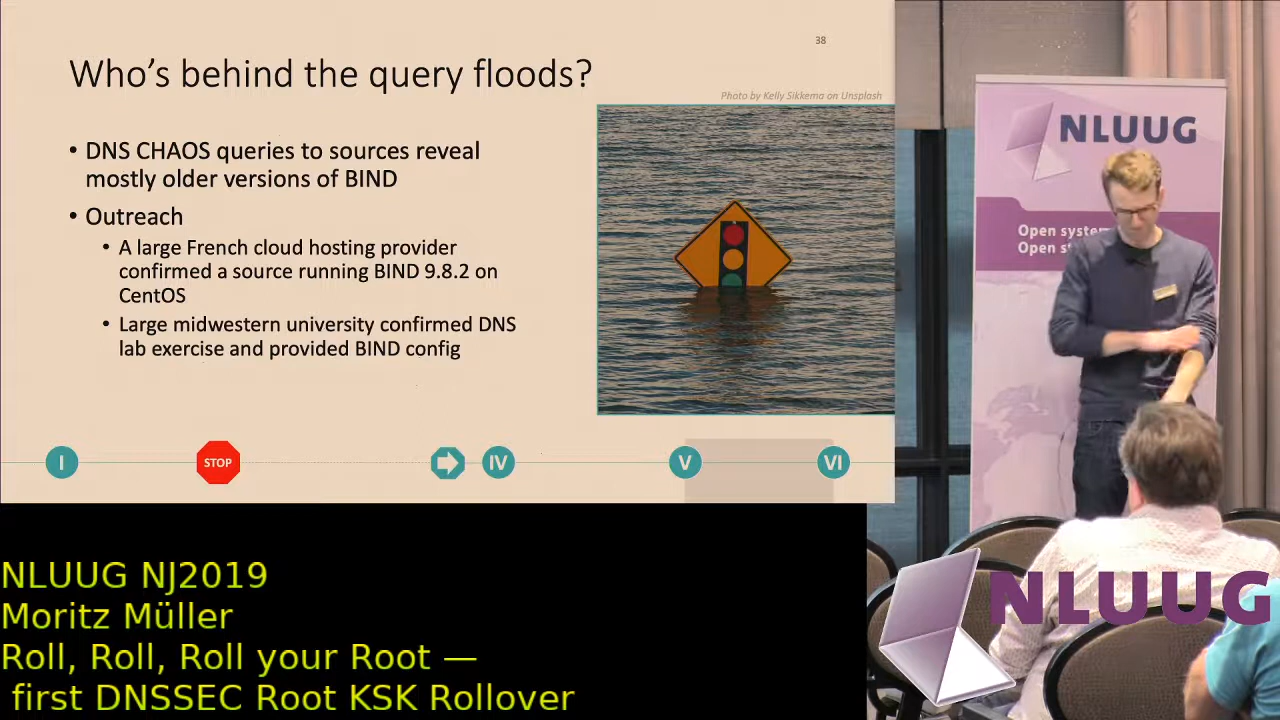 38
Who's behind the query floods?
Photo by Kelly Sikkema on Unsplash
• DNS CHAOS queries to sources reveal
mostly older versions of BIND
• Outreach
• A large French cloud hosting provider
confirmed a source running BIND 9.8.2 on
CentOS
• Large midwestern university confirmed DNS
lab exercise and provided BIND config
I
STOP
IV
V
VI
NLUUG
Open
Open
NLUUG NJ2019
Moritz Müller
Roll, Roll, Roll your Root —
first DNSSEC Root KSK Rollover
NLUUG